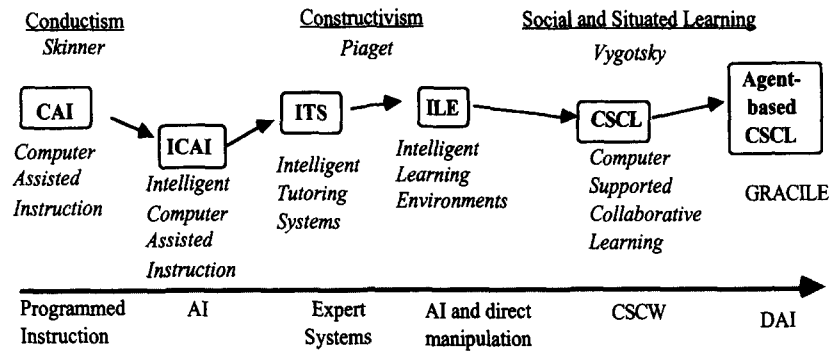 Conductism
Skinner
Constructivism
Piaget
Social and Situated Learning
Vygotsky
CAI
Computer
Assisted
Instruction
ICAI
Intelligent
Computer
Assisted
Instruction
ITS
Intelligent
Tutoring
Systems
ILE
Intelligent
Learning
Environments
CSCL
Computer
Supported
Collaborative
Learning
Agent-
based
CSCL
GRACILE
Programmed
Instruction
AI
Expert
Systems
AI and direct
manipulation
CSCW
DAI